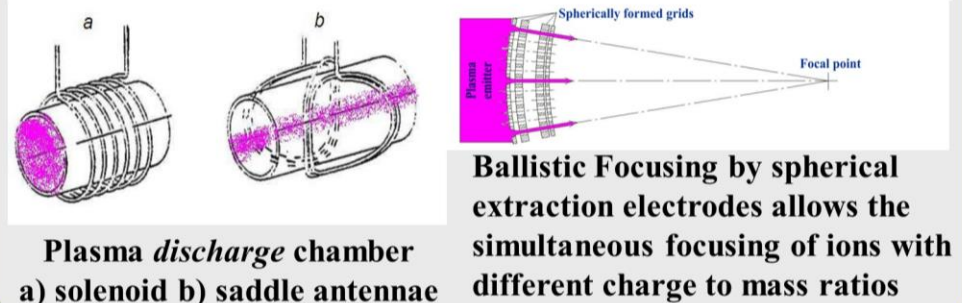 a
b
Plasma discharge chamber
a) solenoid b) saddle antennae
Spherically formed grids
Plasma
emitter
Focal point
Ballistic Focusing by spherical
extraction electrodes allows the
simultaneous focusing of ions with
different charge to mass ratios